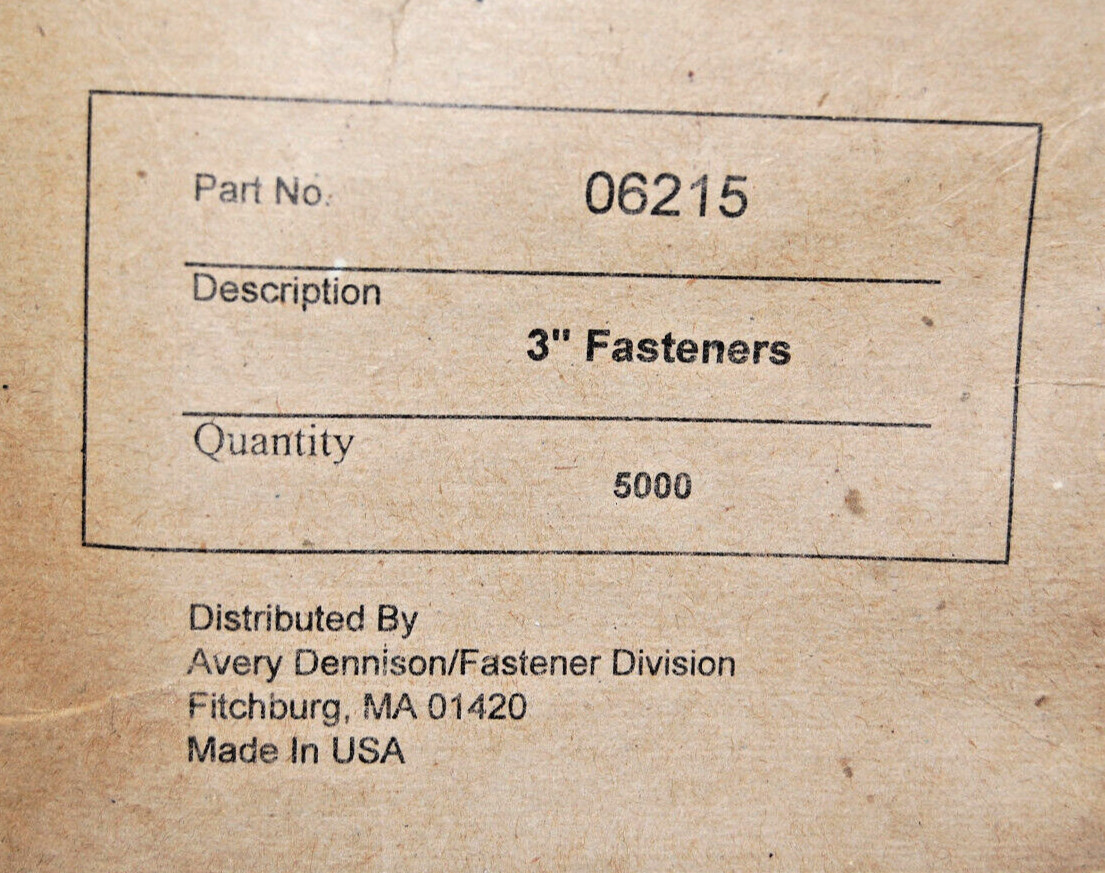 Part No. 06215
Description
3" Fasteners
Quantity
5000
Distributed By
Avery Dennison/Fastener Division
Fitchburg, MA 01420
Made In USA